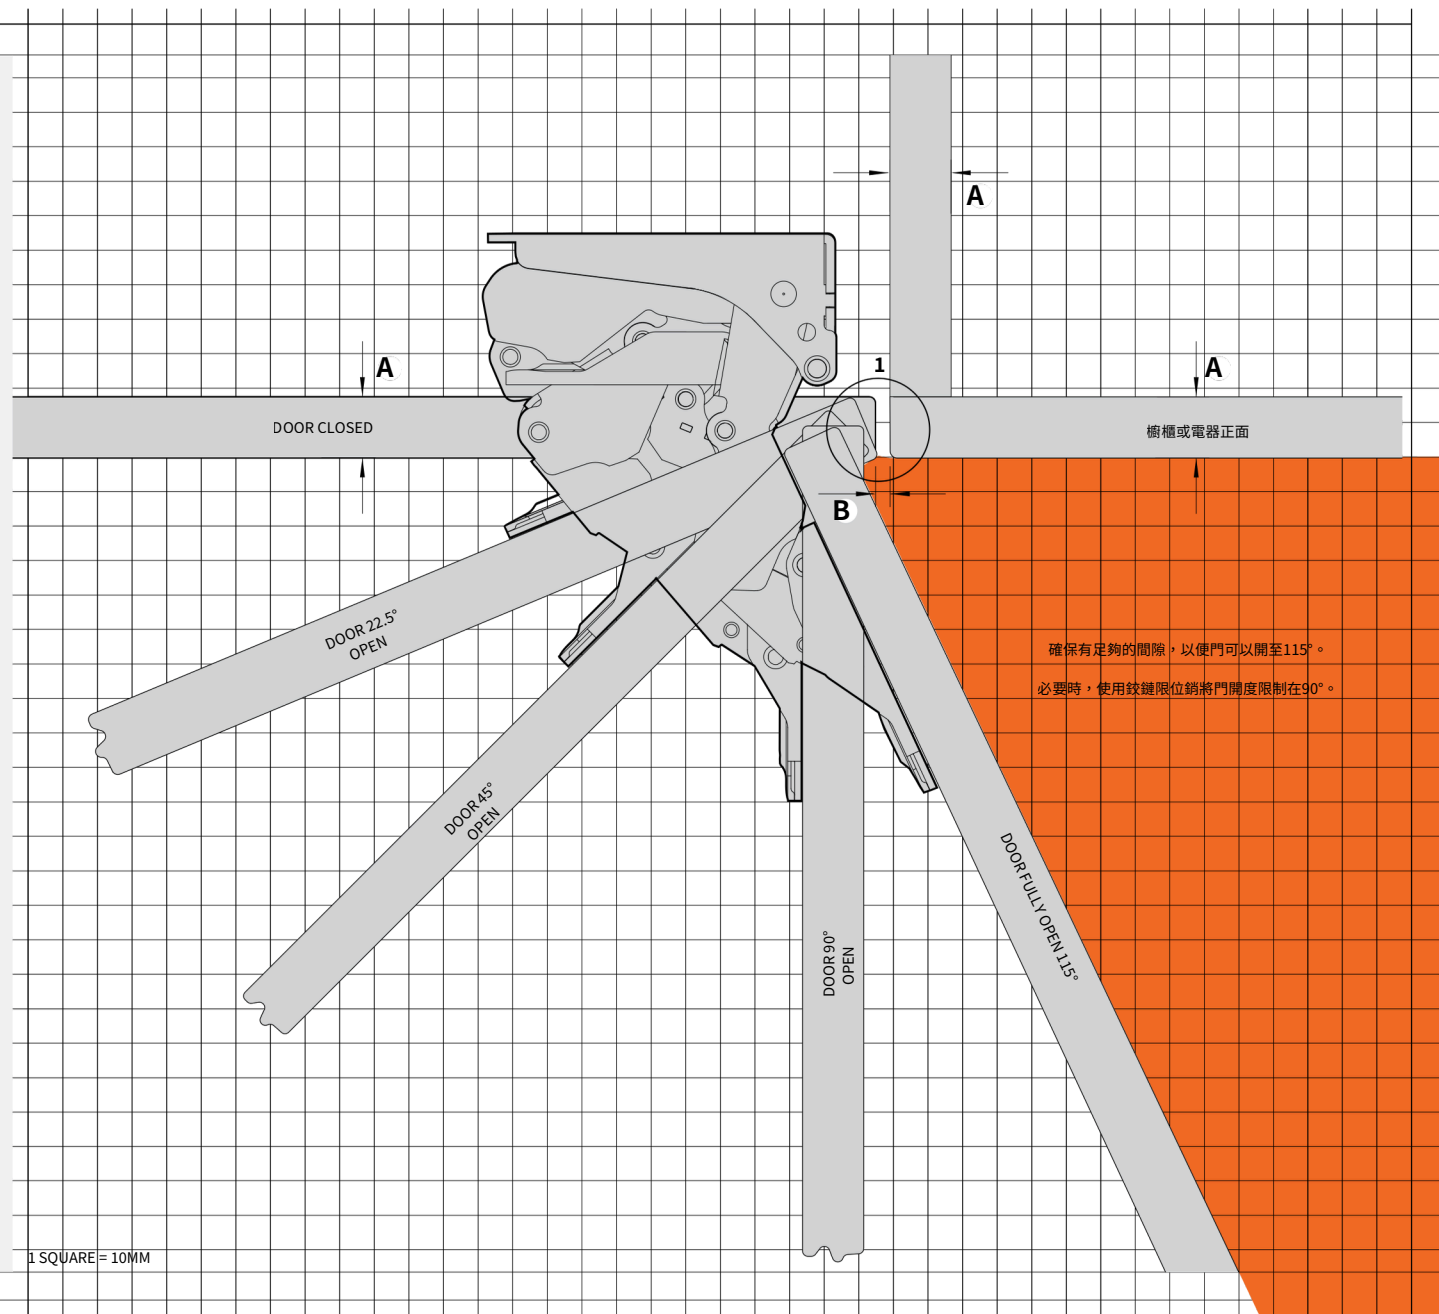 A
A
1
A
DOOR CLOSED
櫥櫃或電器正面
B
DOOR 22.5°
OPEN
確保有足夠的間隙，以便門可以開至115°。
必要時，使用鉸鏈限位銷將門開度限制在90°。
DOOR 45°
OPEN
DOOR 90°
OPEN
DOOR FULLY OPEN 115°
1 SQUARE = 10MM